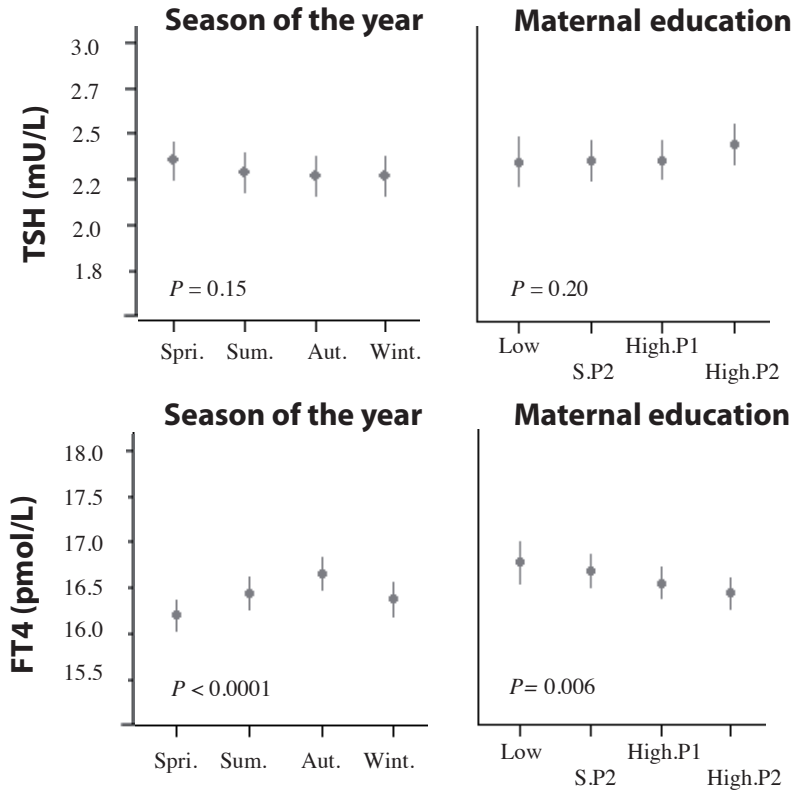 Season of the year
Maternal education
TSH (mU/L)
3.0
2.7
2.5
2.2
2.0
1.8
P = 0.15
P = 0.20
Spri. Sum. Aut. Wint.
Low S.P2 High.P1 High.P2
Season of the year
Maternal education
FT4 (pmol/L)
18.0
17.5
17.0
16.5
16.0
15.5
P < 0.0001
P= 0.006
Spri. Sum. Aut. Wint.
Low S.P2 High.P1 High.P2